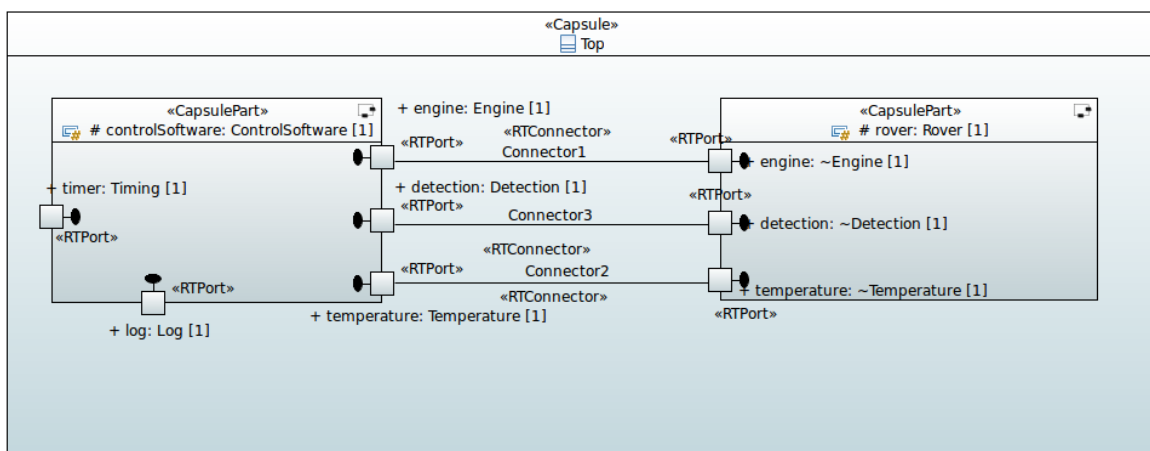 «Capsule»
Top
«CapsulePart»
# controlSoftware: ControlSoftware [1]
+ engine: Engine [1]
«RTPort»
«RTConnector»
Connector1
«RTPort»
«CapsulePart»
# rover: Rover [1]
+ engine: ~Engine [1]
+ timer: Timing [1]
«RTPort»
+ detection: Detection [1]
«RTPort»
Connector3
«RTConnector»
«RTPort»
+ detection: ~Detection [1]
«RTPort»
+ log: Log [1]
«RTPort»
Connector2
«RTConnector»
+ temperature: Temperature [1]
+ temperature: ~Temperature [1]
«RTPort»